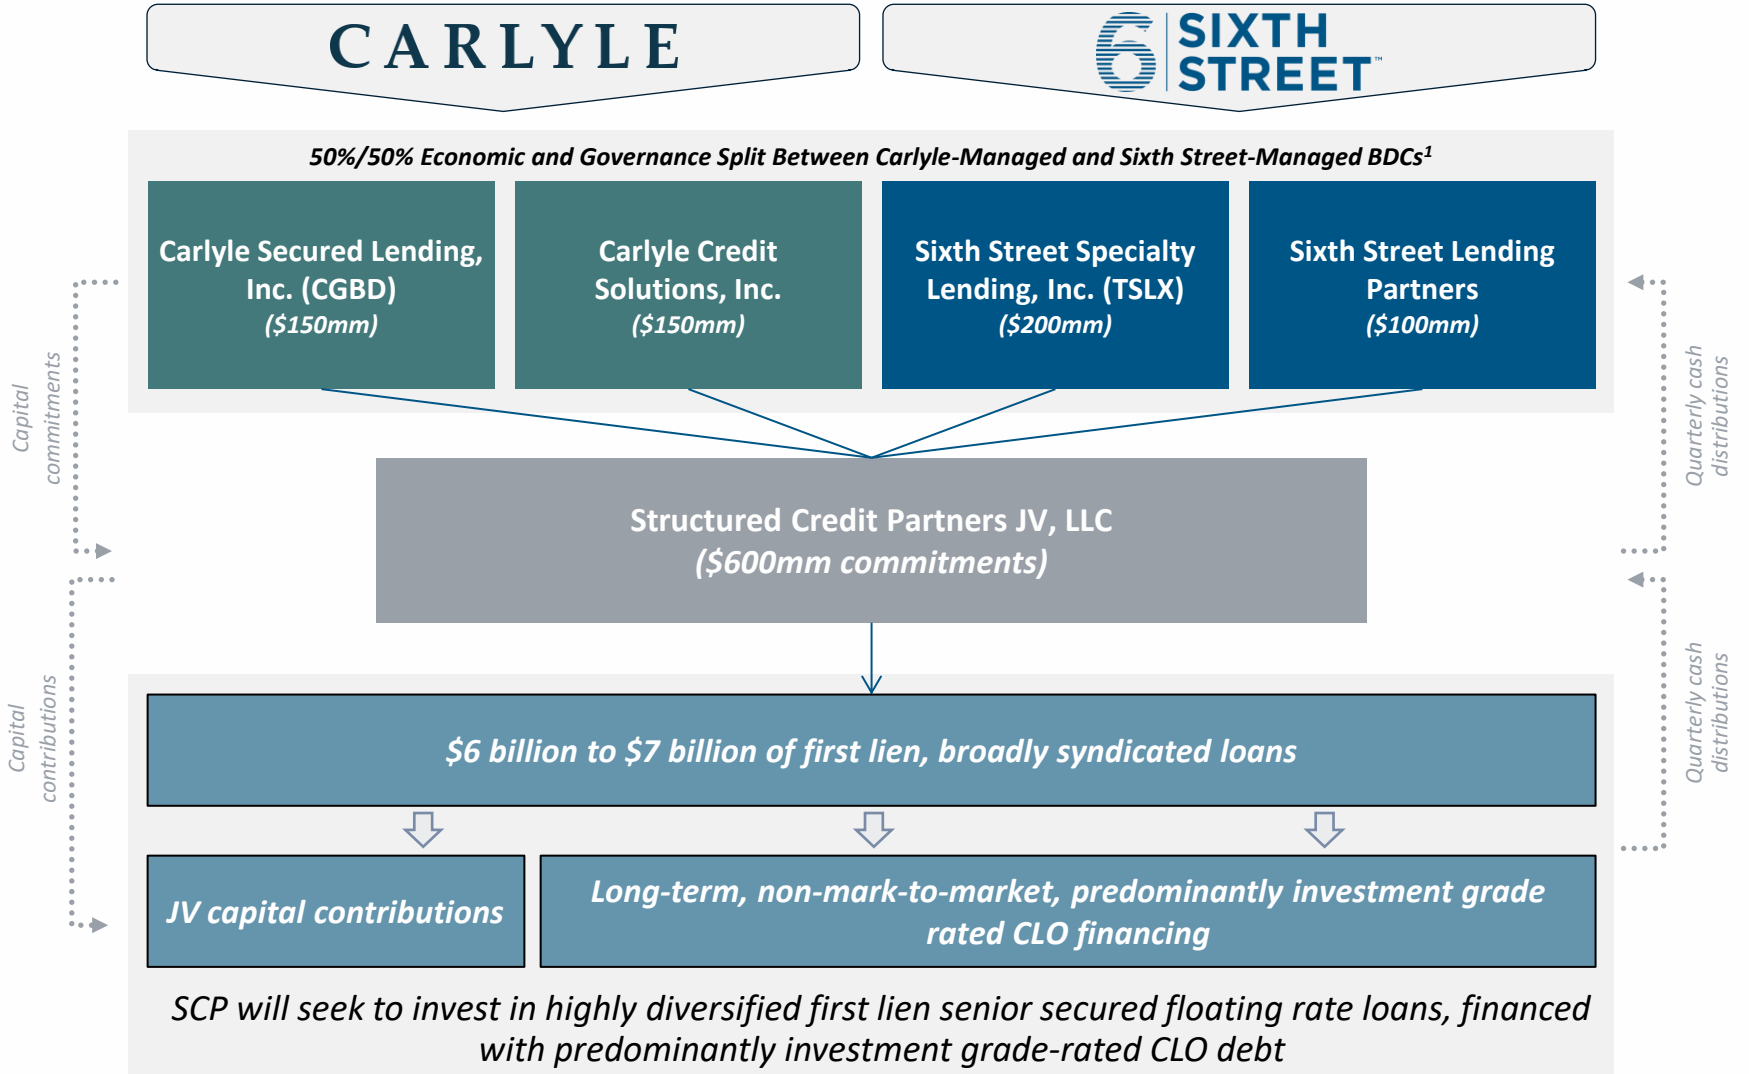 CARLYLE
6 SIXTH
STREET™
50%/50% Economic and Governance Split Between Carlyle-Managed and Sixth Street-Managed BDCs¹
Carlyle Secured Lending,
Inc. (CGBD)
($150mm)
Carlyle Credit
Solutions, Inc.
($150mm)
Sixth Street Specialty
Lending, Inc. (TSLX)
($200mm)
Sixth Street Lending
Partners
($100mm)
Capital
commitments
Quarterly cash
distributions
Structured Credit Partners JV, LLC
($600mm commitments)
Capital
contributions
Quarterly cash
distributions
$6 billion to $7 billion of first lien, broadly syndicated loans
JV capital contributions
Long-term, non-mark-to-market, predominantly investment grade
rated CLO financing
SCP will seek to invest in highly diversified first lien senior secured floating rate loans, financed
with predominantly investment grade-rated CLO debt